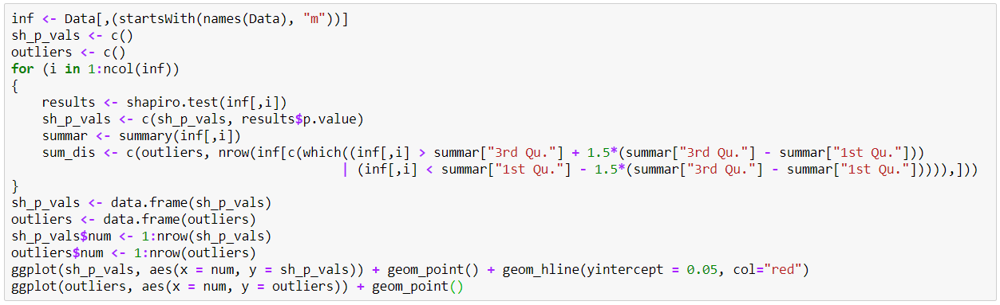 inf <- Data[,(startsWith(names(Data), "m"))]
sh_p_vals <- c()
outliers <- c()
for (i in 1:ncol(inf))
{
    results <- shapiro.test(inf[,i])
    sh_p_vals <- c(sh_p_vals, results$p.value)
    summar <- summary(inf[,i])
    sum_dis <- c(outliers, nrow(inf[c(which((inf[,i] > summar["3rd Qu."] + 1.5*(summar["3rd Qu."] - summar["1st Qu."]))
                                          | (inf[,i] < summar["1st Qu."] - 1.5*(summar["3rd Qu."] - summar["1st Qu."])))),]))
}
sh_p_vals <- data.frame(sh_p_vals)
outliers <- data.frame(outliers)
sh_p_vals$num <- 1:nrow(sh_p_vals)
outliers$num <- 1:nrow(outliers)
ggplot(sh_p_vals, aes(x = num, y = sh_p_vals)) + geom_point() + geom_hline(yintercept = 0.05, col="red")
ggplot(outliers, aes(x = num, y = outliers)) + geom_point()